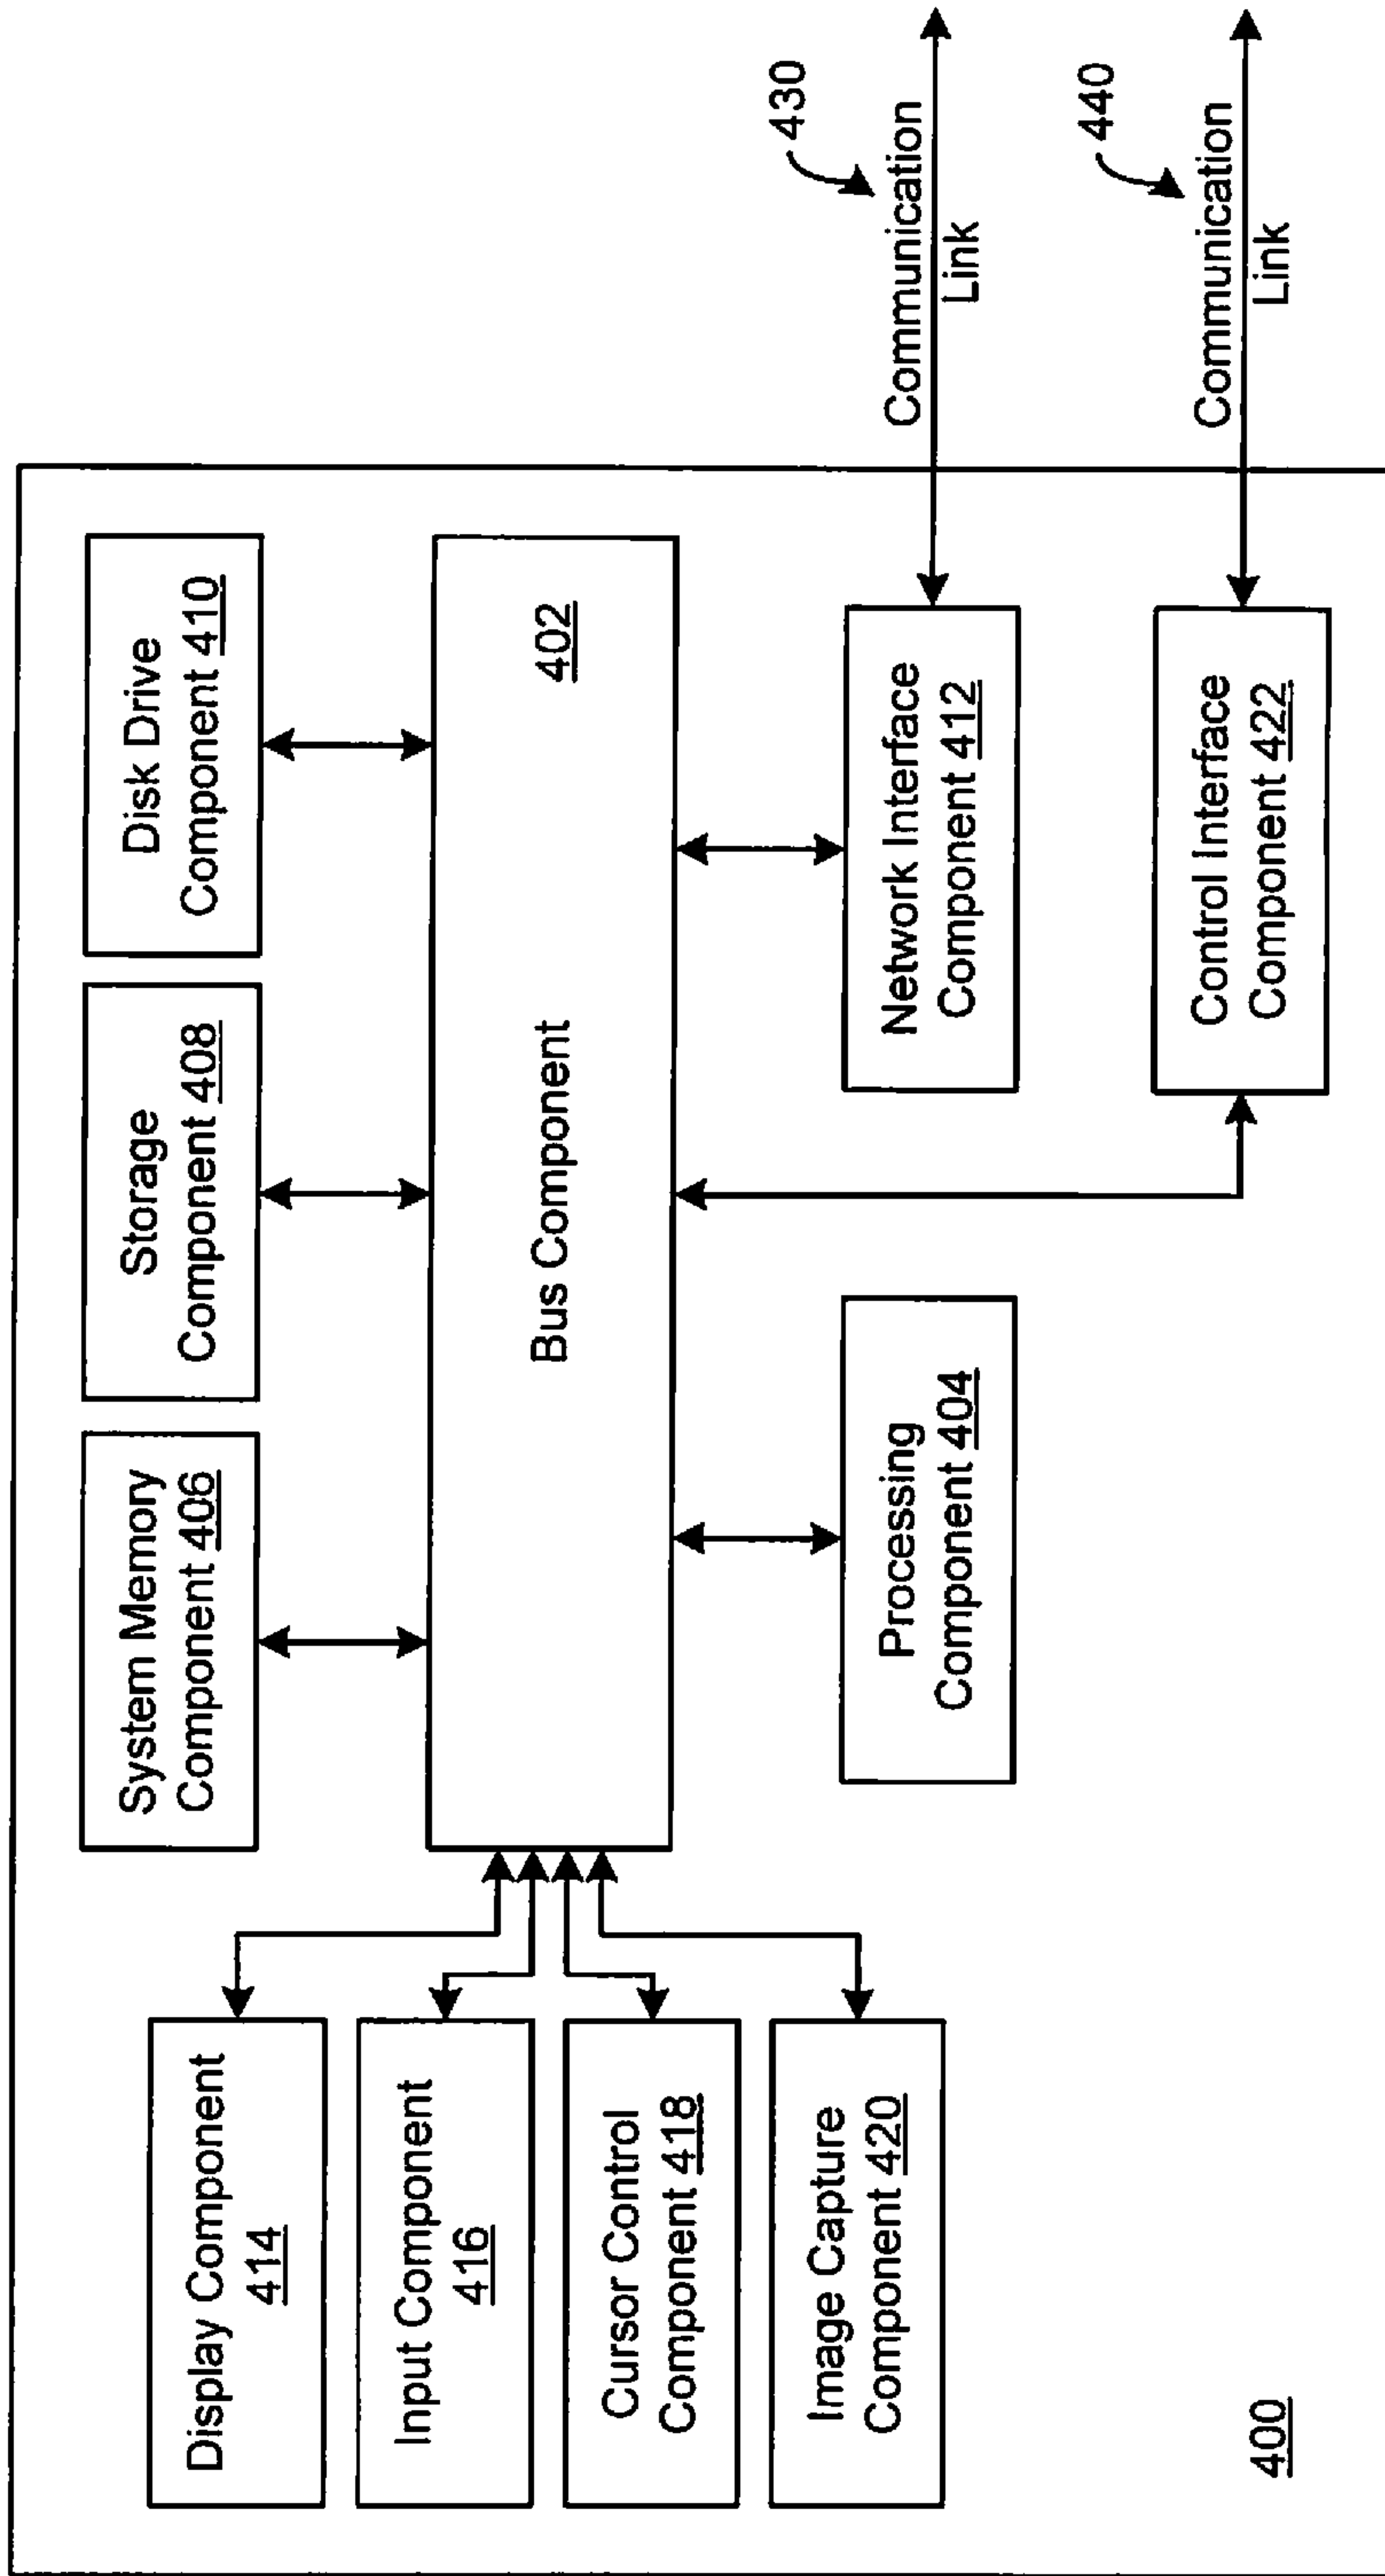 System Memory
Component 406
Storage
Component 408
Disk Drive
Component 410
Display Component
414
Input Component
416
Cursor Control
Component 418
Image Capture
Component 420
Bus Component
402
Processing
Component 404
Network Interface
Component 412
Control Interface
Component 422
430
Communication
Link
440
Communication
Link
400